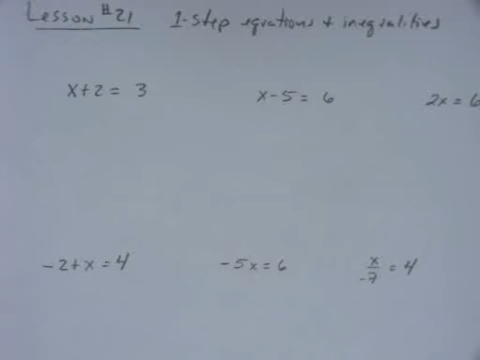 Lesson #21 1-Step equations + inequalities
x+2 = 3 x-5 = 6 2x = 6
-2+x = 4 -5x = 6 x/-7 = 4